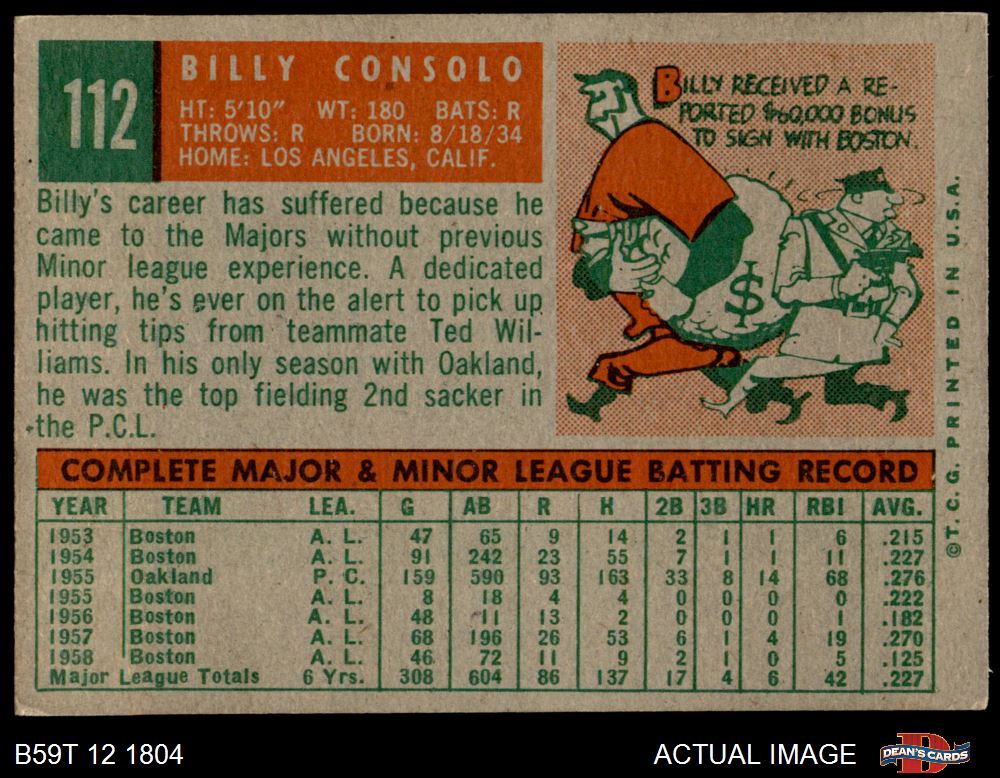 112
BILLY CONSOLO
HT: 5'10" WT: 180 BATS: R
THROWS: R BORN: 8/18/34
HOME: LOS ANGELES, CALIF.
BILLY RECEIVED A RE-
PORTED $60,000 BONUS
TO SIGN WITH BOSTON.
$
Billy's career has suffered because he
came to the Majors without previous
Minor league experience. A dedicated
player, he's ever on the alert to pick up
hitting tips from teammate Ted Wil-
liams. In his only season with Oakland,
he was the top fielding 2nd sacker in
the P.C.L.
COMPLETE MAJOR & MINOR LEAGUE BATTING RECORD
YEAR TEAM LEA. G AB R H 2B 3B HR RBI AVG.
1953 Boston A. L. 47 65 9 14 2 1 1 6 .215
1954 Boston A. L. 91 242 23 55 7 1 1 11 .227
1955 Oakland P. C. 159 590 93 163 33 8 14 68 .276
1955 Boston A. L. 8 18 4 4 0 0 0 0 .222
1956 Boston A. L. 48 11 13 2 0 0 0 1 .182
1957 Boston A. L. 68 196 26 53 6 1 4 19 .270
1958 Boston A. L. 46 72 11 9 2 1 0 5 .125
Major League Totals 6 Yrs. 308 604 86 137 17 4 6 42 .227
© T. C. G. PRINTED IN U.S.A.
B59T 12 1804
ACTUAL IMAGE
D
DEAN'S CARDS